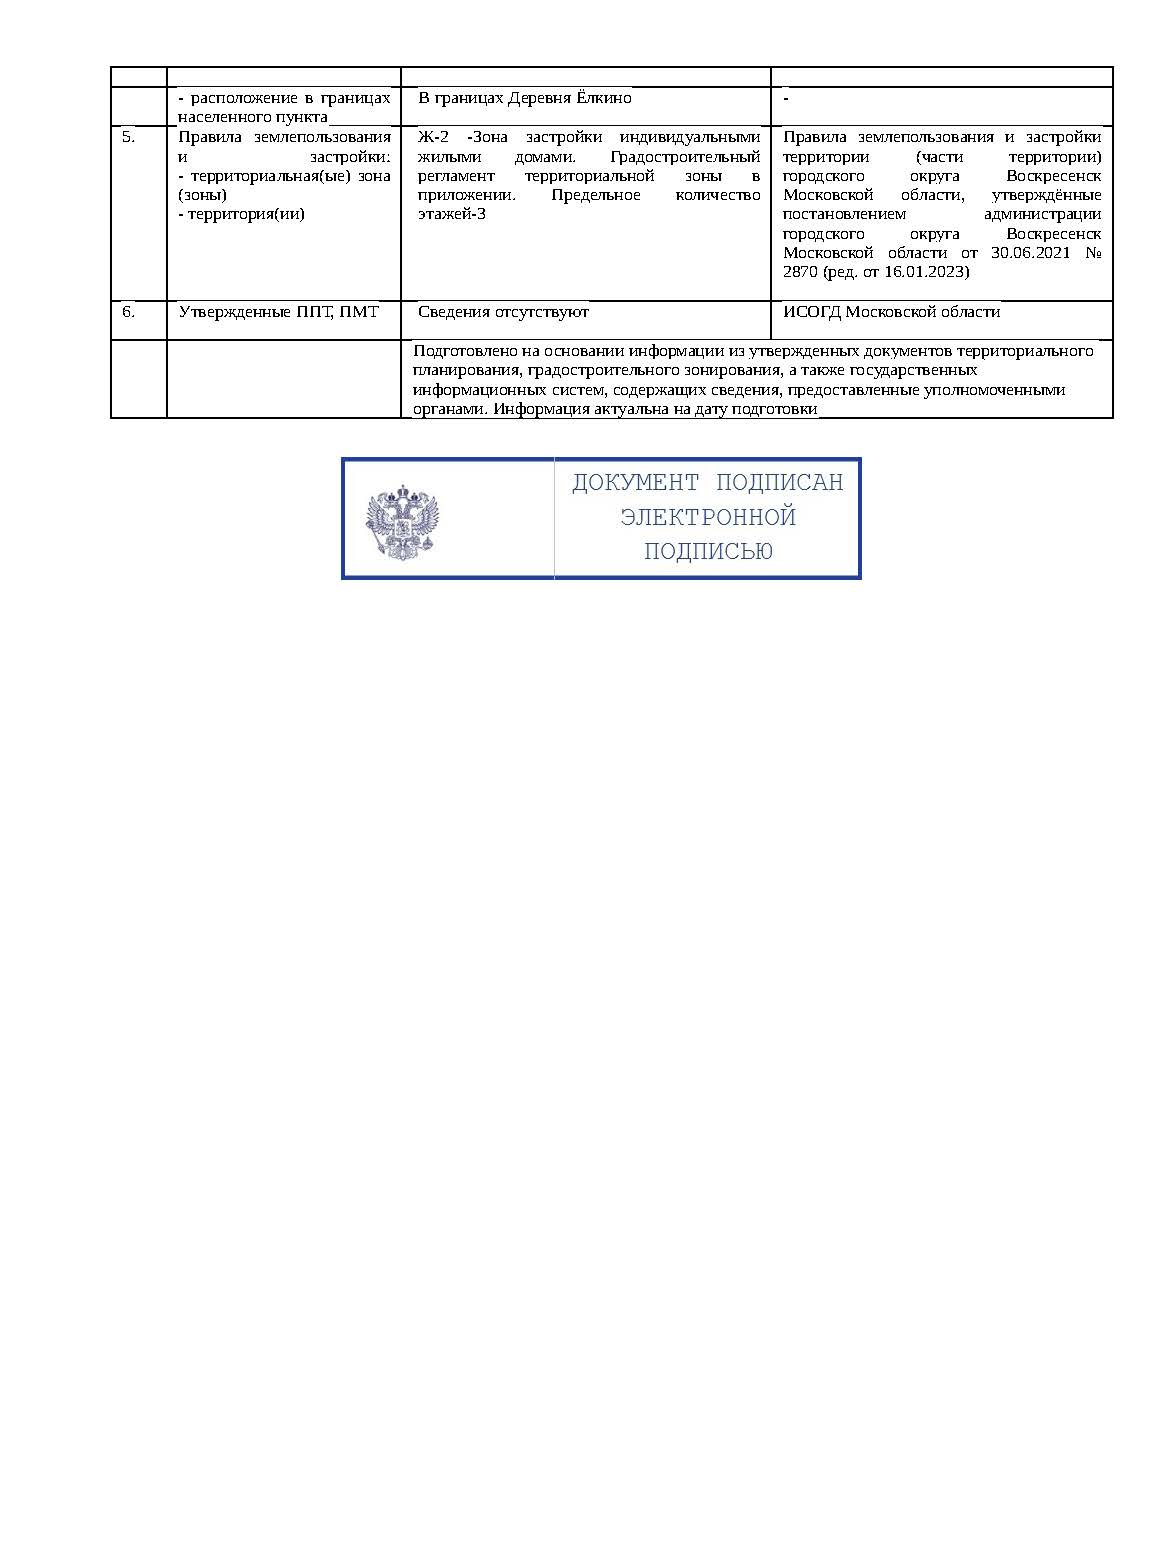 - расположение в границах
населенного пункта
В границах Деревня Ёлкино
-
5.
Правила землепользования
и застройки:
- территориальная(ые) зона
(зоны)
- территория(ии)
Ж-2 -Зона застройки индивидуальными
жилыми домами. Градостроительный
регламент территориальной зоны в
приложении. Предельное количество
этажей-3
Правила землепользования и застройки
территории (части территории)
городского округа Воскресенск
Московской области, утверждённые
постановлением администрации
городского округа Воскресенск
Московской области от 30.06.2021 №
2870 (ред. от 16.01.2023)
6.
Утвержденные ППТ, ПМТ
Сведения отсутствуют
ИСОГД Московской области
Подготовлено на основании информации из утвержденных документов территориального
планирования, градостроительного зонирования, а также государственных
информационных систем, содержащих сведения, предоставленные уполномоченными
органами. Информация актуальна на дату подготовки
ДОКУМЕНТ ПОДПИСАН
ЭЛЕКТРОННОЙ
ПОДПИСЬЮ